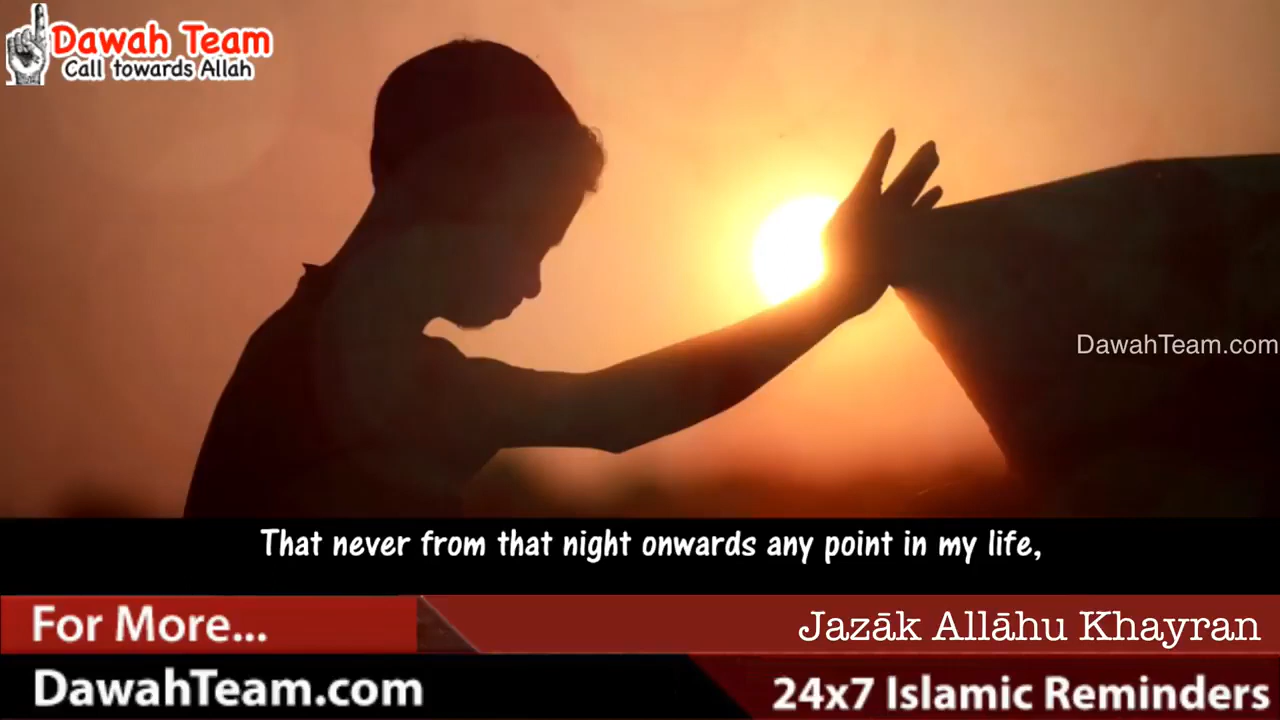 Dawah Team
Call towards Allah
DawahTeam.com
That never from that night onwards any point in my life,
For More...
Jazāk Allāhu Khayran
DawahTeam.com
24x7 Islamic Reminders